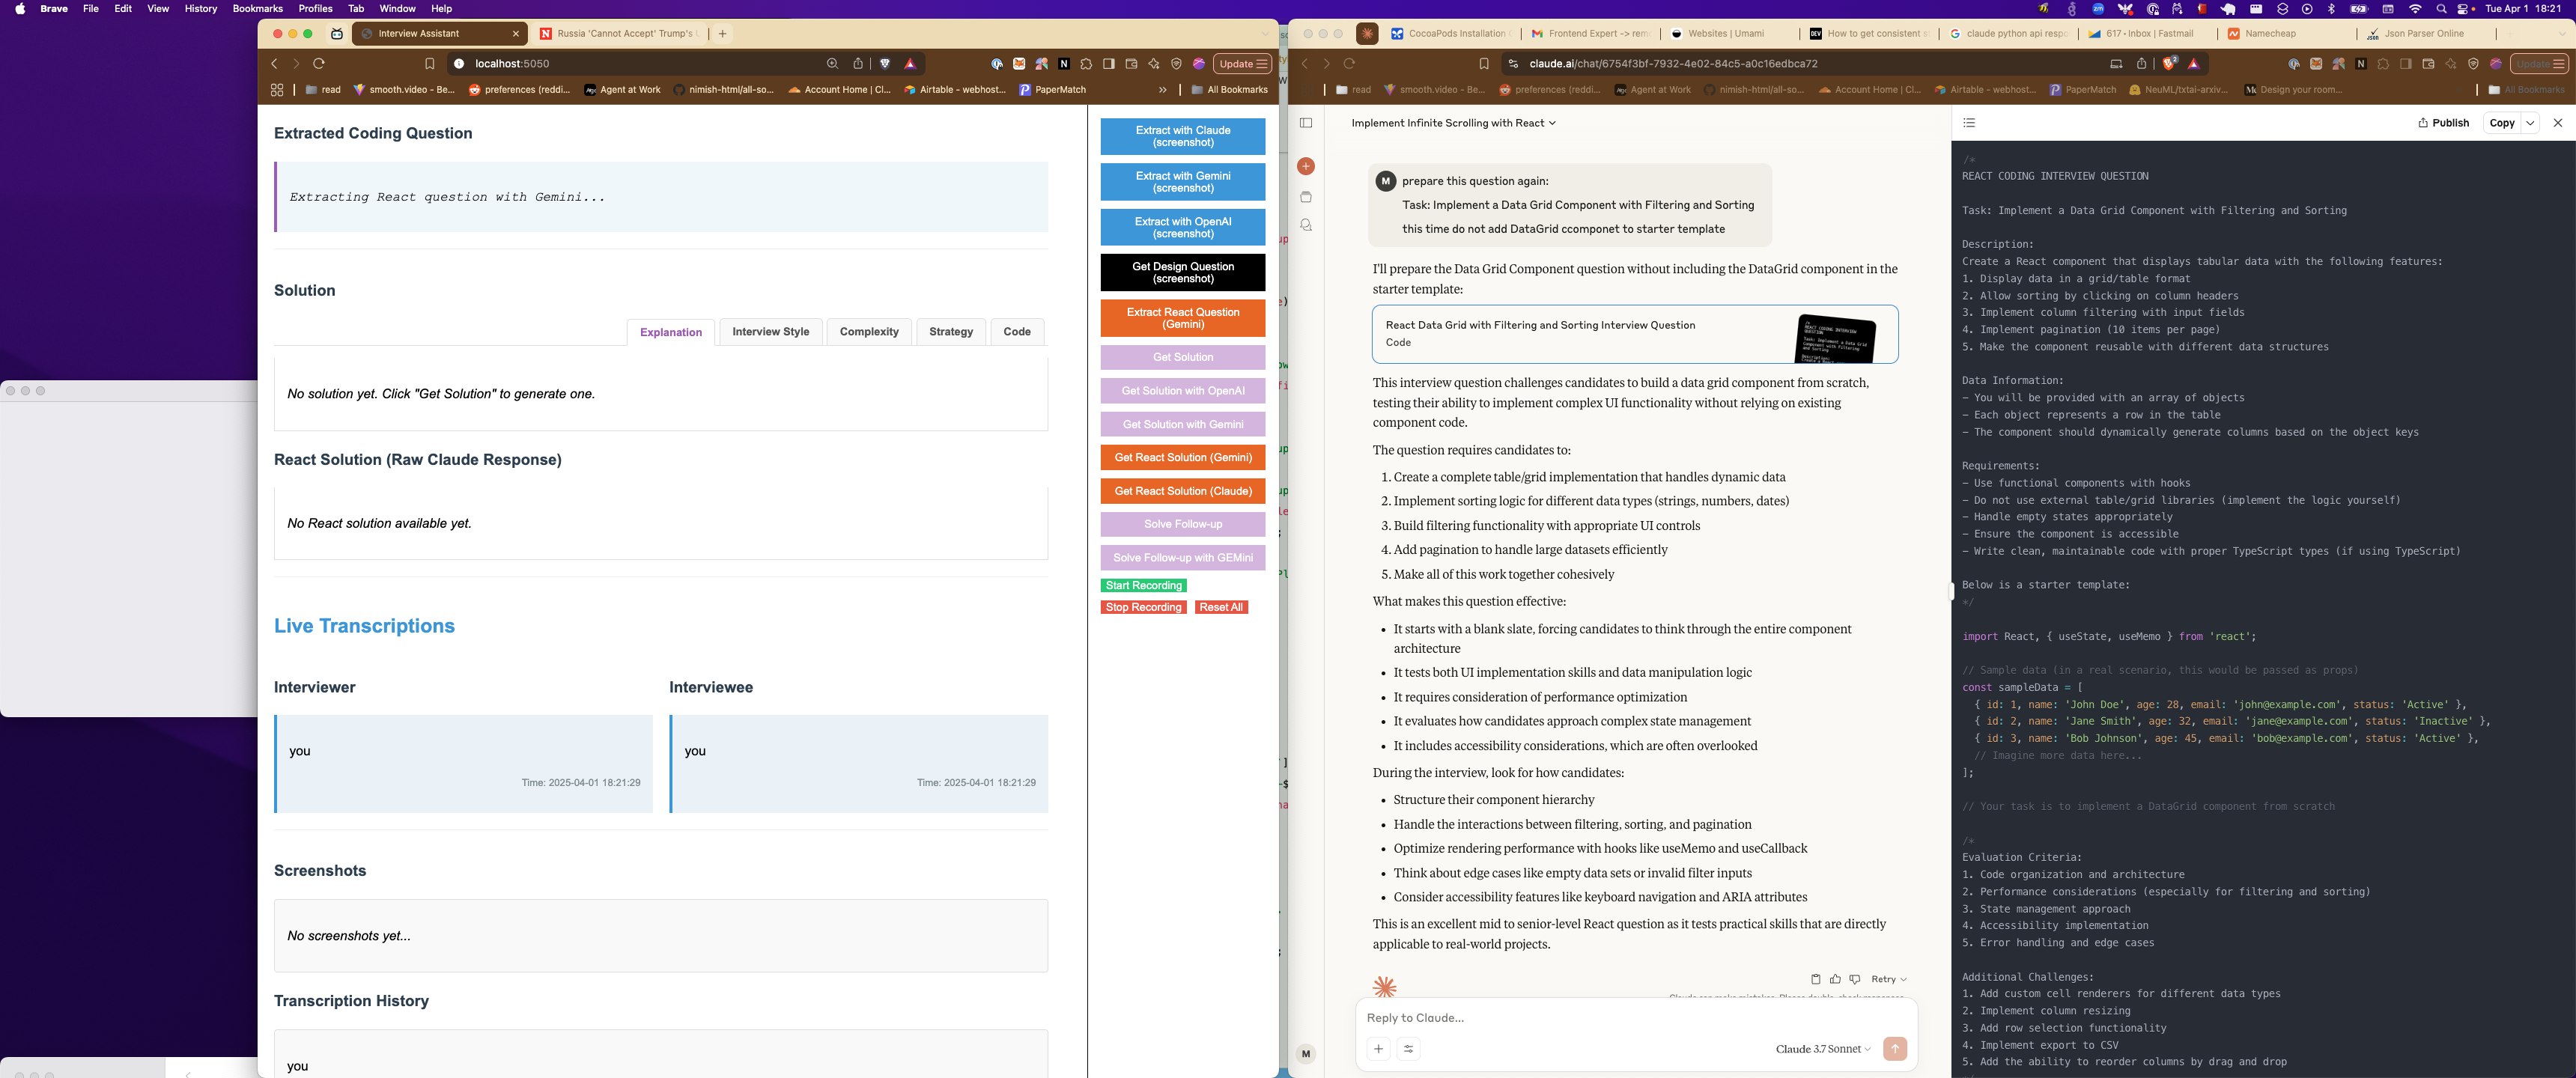 Brave File Edit View History Bookmarks Profiles Tab Window Help
Tue Apr 1 18:21
Interview Assistant
Russia 'Cannot Accept' Trump's
localhost:5050
Update
read
smooth.video - Be...
preferences (reddi...
Agent at Work
nimish-html/all-so...
Account Home | Cl...
Airtable - webhost...
PaperMatch
All Bookmarks
Extracted Coding Question
Extracting React question with Gemini...
Solution
Explanation
Interview Style
Complexity
Strategy
Code
No solution yet. Click "Get Solution" to generate one.
React Solution (Raw Claude Response)
No React solution available yet.
Live Transcriptions
Interviewer
Interviewee
you
you
Time: 2025-04-01 18:21:29
Time: 2025-04-01 18:21:29
Screenshots
No screenshots yet...
Transcription History
you
Extract with Claude
(screenshot)
Extract with Gemini
(screenshot)
Extract with OpenAI
(screenshot)
Get Design Question
(screenshot)
Extract React Question
(Gemini)
Get Solution
Get Solution with OpenAI
Get Solution with Gemini
Get React Solution (Gemini)
Get React Solution (Claude)
Solve Follow-up
Solve Follow-up with GEMini
Start Recording
Stop Recording
Reset All
CocoaPods Installation
Frontend Expert -> rem
Websites | Umami
How to get consistent s
claude python api respo
617 • Inbox | Fastmail
Namecheap
Json Parser Online
claude.ai/chat/6754f3bf-7932-4e02-84c5-a0c16edbca72
Update
read
smooth.video - Be...
preferences (reddi...
Agent at Work
nimish-html/all-so...
Account Home | Cl...
Airtable - webhost...
PaperMatch
NeuML/txtai-arxiv...
Design your room...
All Bookmarks
Implement Infinite Scrolling with React
M
prepare this question again:
Task: Implement a Data Grid Component with Filtering and Sorting
this time do not add DataGrid ccomponet to starter template
I'll prepare the Data Grid Component question without including the DataGrid component in the
starter template:
React Data Grid with Filtering and Sorting Interview Question
Code
This interview question challenges candidates to build a data grid component from scratch,
testing their ability to implement complex UI functionality without relying on existing
component code.
The question requires candidates to:
1. Create a complete table/grid implementation that handles dynamic data
2. Implement sorting logic for different data types (strings, numbers, dates)
3. Build filtering functionality with appropriate UI controls
4. Add pagination to handle large datasets efficiently
5. Make all of this work together cohesively
What makes this question effective:
• It starts with a blank slate, forcing candidates to think through the entire component
architecture
• It tests both UI implementation skills and data manipulation logic
• It requires consideration of performance optimization
• It evaluates how candidates approach complex state management
• It includes accessibility considerations, which are often overlooked
During the interview, look for how candidates:
• Structure their component hierarchy
• Handle the interactions between filtering, sorting, and pagination
• Optimize rendering performance with hooks like useMemo and useCallback
• Think about edge cases like empty data sets or invalid filter inputs
• Consider accessibility features like keyboard navigation and ARIA attributes
This is an excellent mid to senior-level React question as it tests practical skills that are directly
applicable to real-world projects.
Retry
Reply to Claude...
Claude 3.7 Sonnet
M
Publish
Copy
/*
REACT CODING INTERVIEW QUESTION
Task: Implement a Data Grid Component with Filtering and Sorting
Description:
Create a React component that displays tabular data with the following features:
1. Display data in a grid/table format
2. Allow sorting by clicking on column headers
3. Implement column filtering with input fields
4. Implement pagination (10 items per page)
5. Make the component reusable with different data structures
Data Information:
- You will be provided with an array of objects
- Each object represents a row in the table
- The component should dynamically generate columns based on the object keys
Requirements:
- Use functional components with hooks
- Do not use external table/grid libraries (implement the logic yourself)
- Handle empty states appropriately
- Ensure the component is accessible
- Write clean, maintainable code with proper TypeScript types (if using TypeScript)
Below is a starter template:
*/
import React, { useState, useMemo } from 'react';
// Sample data (in a real scenario, this would be passed as props)
const sampleData = [
{ id: 1, name: 'John Doe', age: 28, email: 'john@example.com', status: 'Active' },
{ id: 2, name: 'Jane Smith', age: 32, email: 'jane@example.com', status: 'Inactive' },
{ id: 3, name: 'Bob Johnson', age: 45, email: 'bob@example.com', status: 'Active' },
// Imagine more data here...
];
// Your task is to implement a DataGrid component from scratch
/*
Evaluation Criteria:
1. Code organization and architecture
2. Performance considerations (especially for filtering and sorting)
3. State management approach
4. Accessibility implementation
5. Error handling and edge cases
Additional Challenges:
1. Add custom cell renderers for different data types
2. Implement column resizing
3. Add row selection functionality
4. Implement export to CSV
5. Add the ability to reorder columns by drag and drop